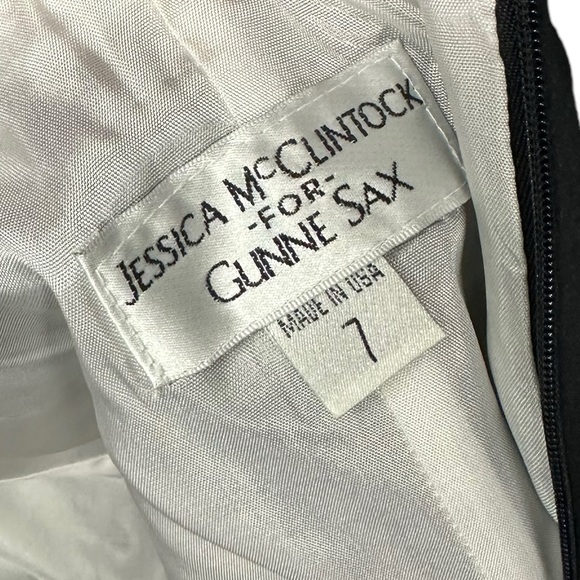 JESSICA MCCLINTOCK
-FOR-
GUNNE SAX
MADE IN USA
7